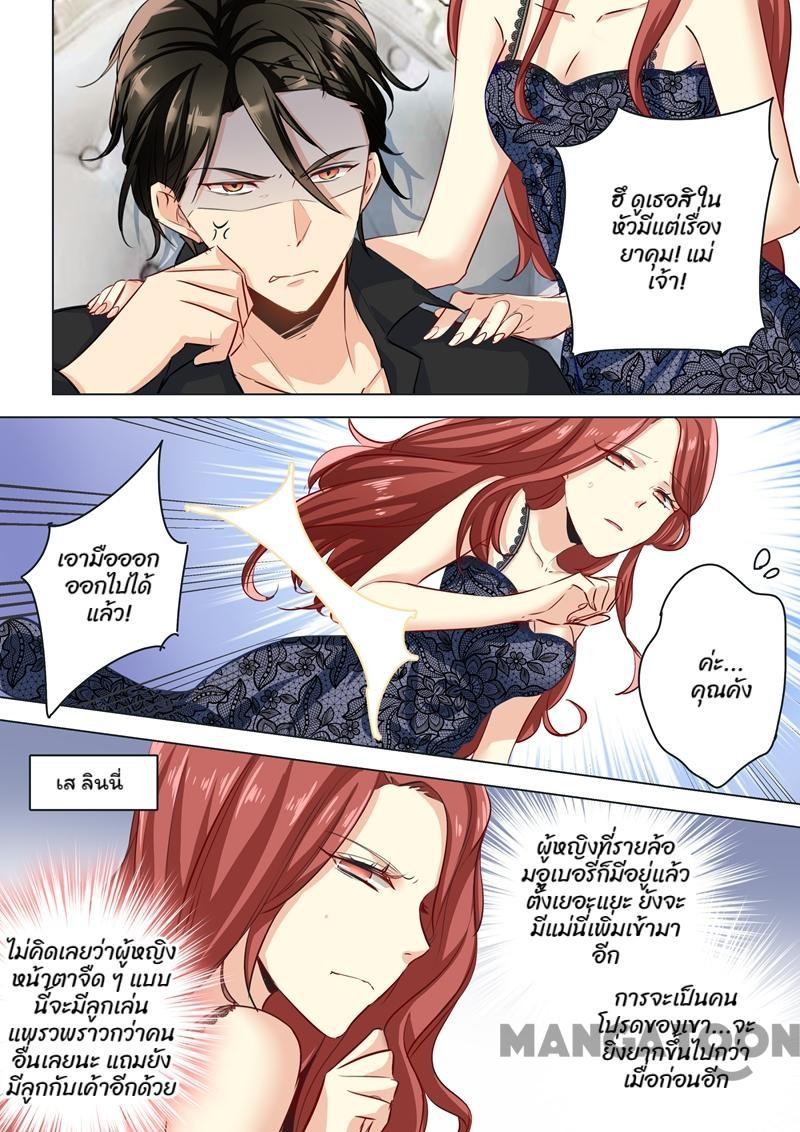 ฮึ ดูเธอสิ ใน
หัวมีแต่เรื่อง
ยาคุม! แม่
เจ้า!
เอามือออก
ออกไปได้
แล้ว!
ค่ะ...
คุณคัง
เส ลินนี่
ผู้หญิงที่รายล้อ
มอูเบอรี่ก็มีอยู่แล้ว
ตั้งเยอะแยะ ยังจะ
มีแม่นี่เพิ่มเข้ามา
อีก
ไม่คิดเลยว่าผู้หญิง
หน้าตาจืด ๆ แบบ
นี้จะมีลูกเล่น
แพรวพราวกว่าคน
อื่นเลยนะ แถมยัง
มีลูกกับเค้าอีกด้วย
การจะเป็นคน
โปรดของเขา...จะ
ยิ่งยากขึ้นไปกว่า
เมื่อก่อนอีก
MANGATOON